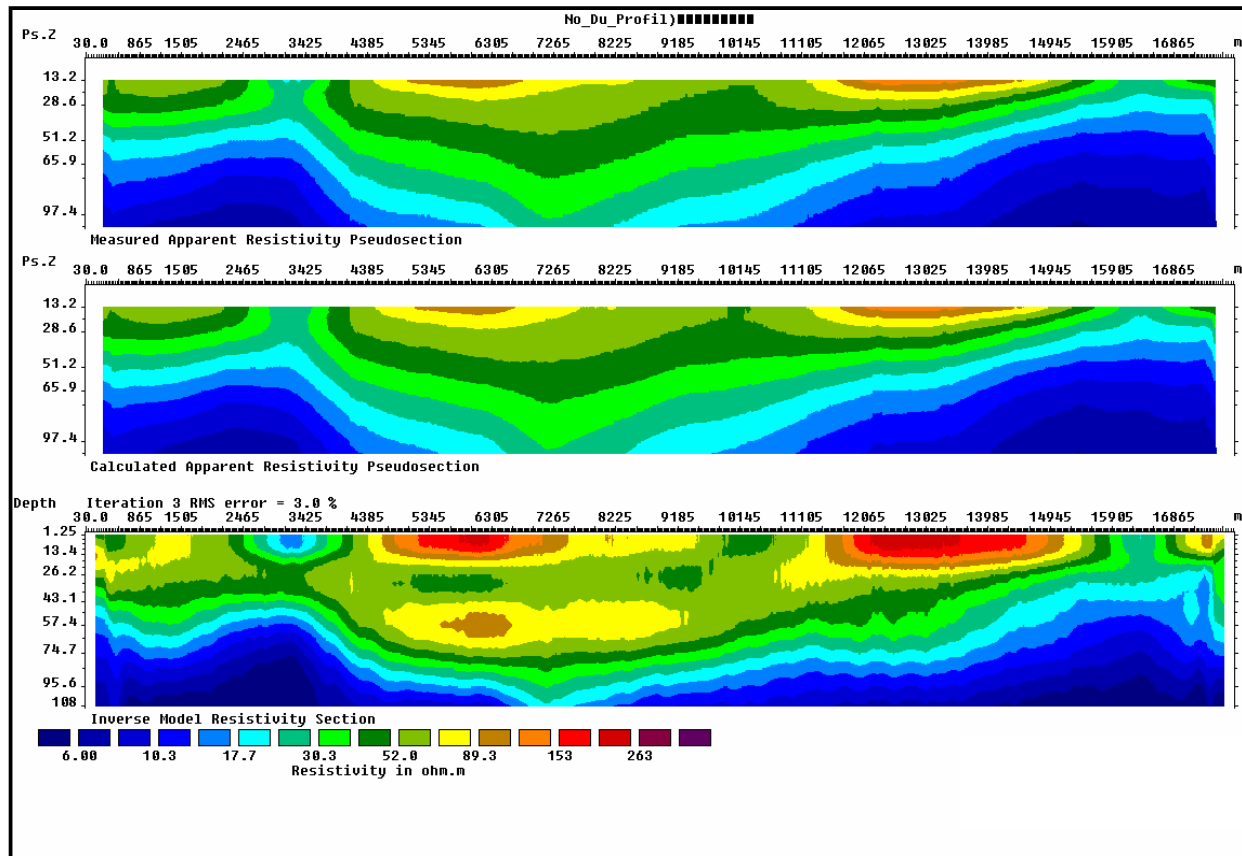 No_Du_Profil)
Ps.Z 30.0 865 1505 2465 3425 4385 5345 6305 7265 8225 9185 10145 11105 12065 13025 13985 14945 15905 16865 m
13.2
28.6
51.2
65.9
97.4
Measured Apparent Resistivity Pseudosection
Ps.Z 30.0 865 1505 2465 3425 4385 5345 6305 7265 8225 9185 10145 11105 12065 13025 13985 14945 15905 16865 m
13.2
28.6
51.2
65.9
97.4
Calculated Apparent Resistivity Pseudosection
Depth Iteration 3 RMS error = 3.0 %
30.0 865 1505 2465 3425 4385 5345 6305 7265 8225 9185 10145 11105 12065 13025 13985 14945 15905 16865 m
1.25
13.4
26.2
43.1
57.4
74.7
95.6
108
Inverse Model Resistivity Section
6.00 10.3 17.7 30.3 52.0 89.3 153 263
Resistivity in ohm.m